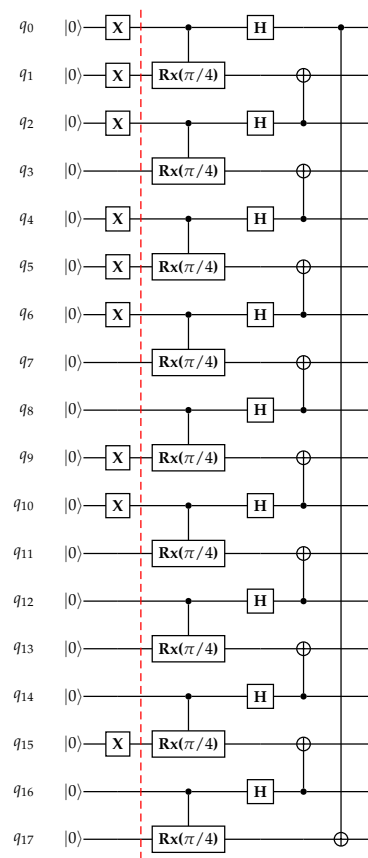 q₀ |0⟩ X H
q₁ |0⟩ X Rx(π/4)
q₂ |0⟩ X H
q₃ |0⟩ Rx(π/4)
q₄ |0⟩ X H
q₅ |0⟩ X Rx(π/4)
q₆ |0⟩ X H
q₇ |0⟩ Rx(π/4)
q₈ |0⟩ H
q₉ |0⟩ X Rx(π/4)
q₁₀ |0⟩ X H
q₁₁ |0⟩ Rx(π/4)
q₁₂ |0⟩ H
q₁₃ |0⟩ Rx(π/4)
q₁₄ |0⟩ H
q₁₅ |0⟩ X Rx(π/4)
q₁₆ |0⟩ H
q₁₇ |0⟩ Rx(π/4)